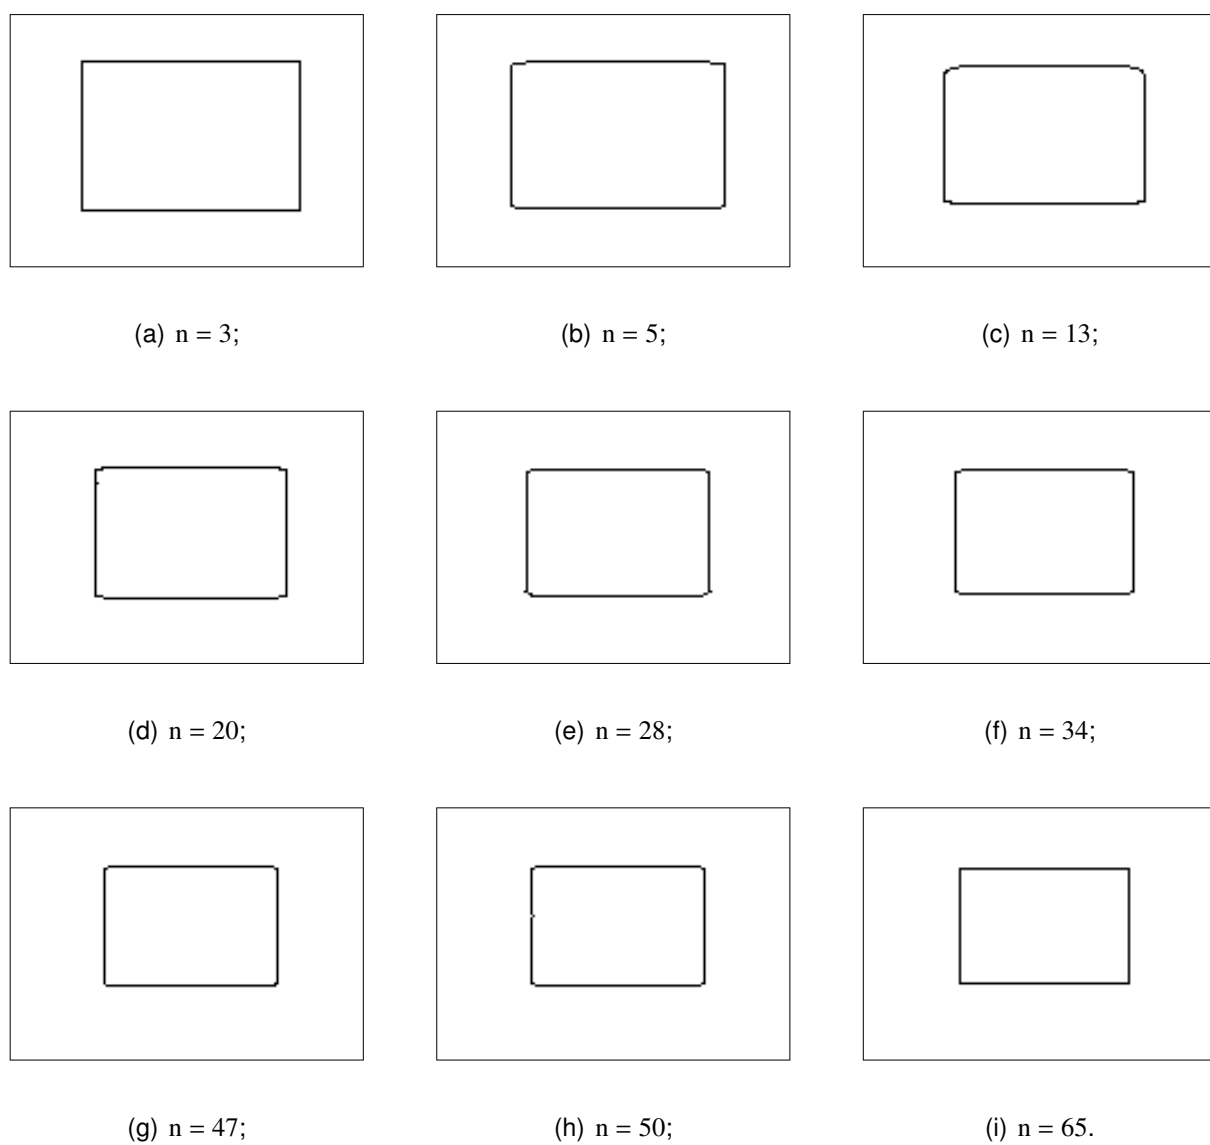 (a) n = 3;
(b) n = 5;
(c) n = 13;
(d) n = 20;
(e) n = 28;
(f) n = 34;
(g) n = 47;
(h) n = 50;
(i) n = 65.